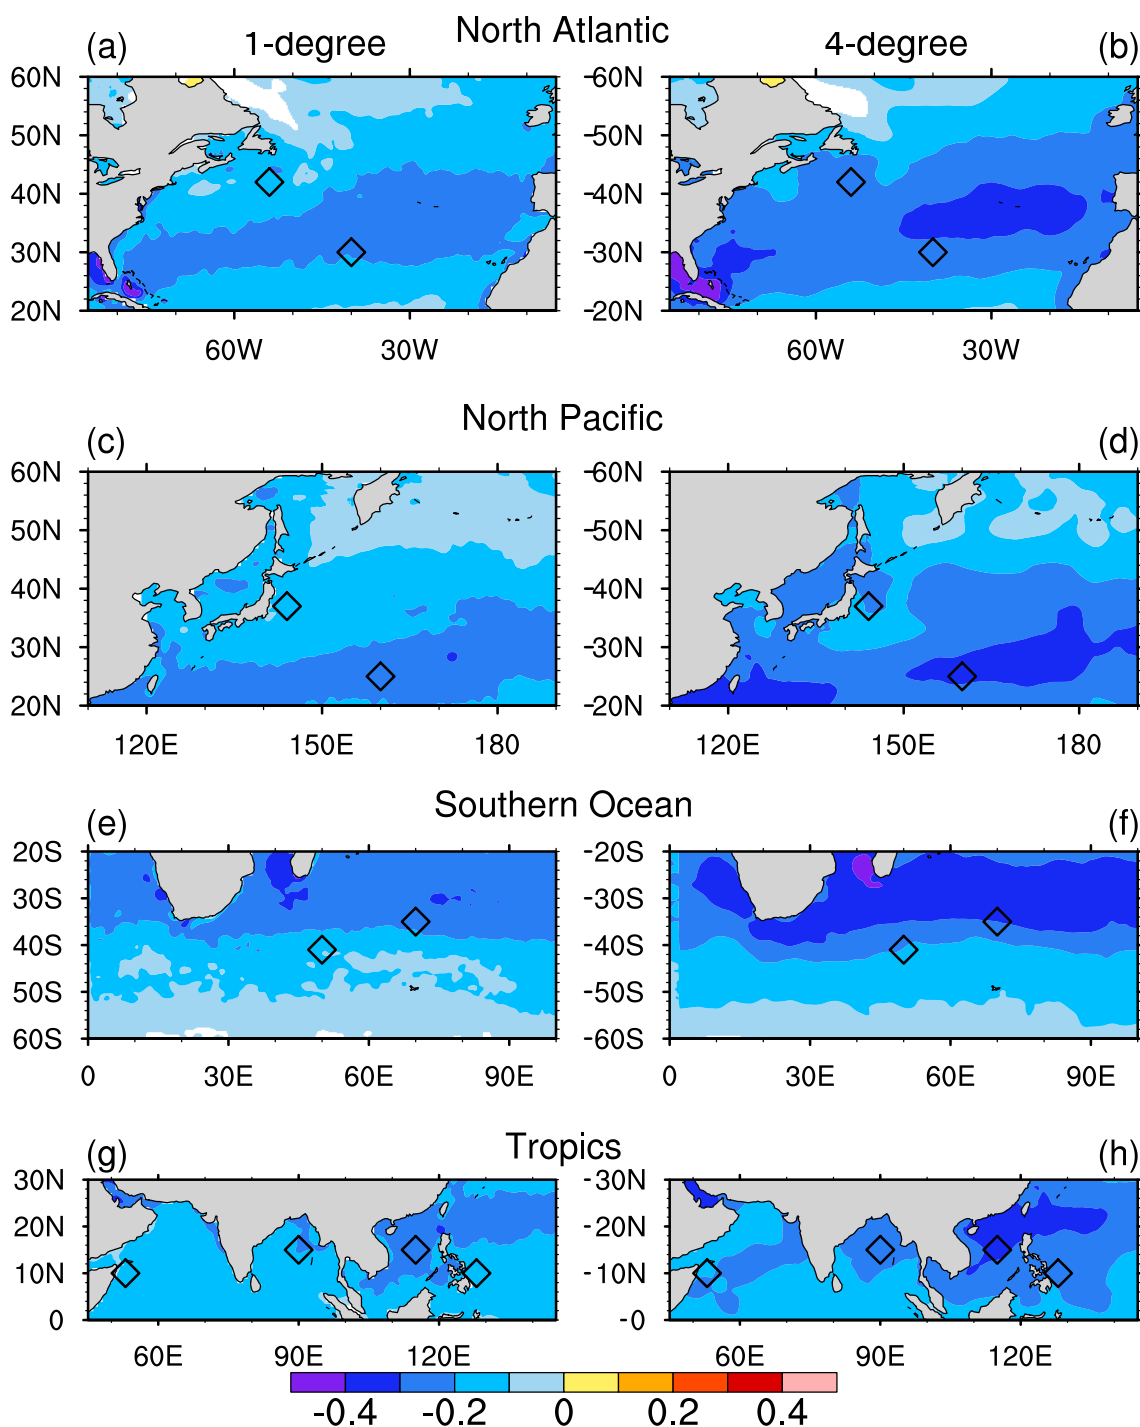 North Atlantic
(a) 1-degree 4-degree (b)
60N -60N
50N -50N
40N -40N
30N -30N
20N -20N
60W 30W 60W 30W
North Pacific
(c) (d)
60N -60N
50N -50N
40N -40N
30N -30N
20N -20N
120E 150E 180 120E 150E 180
Southern Ocean
(e) (f)
20S -20S
30S -30S
40S -40S
50S -50S
60S -60S
0 30E 60E 90E 0 30E 60E 90E
Tropics
(g) (h)
30N -30N
20N -20N
10N -10N
0 -0
60E 90E 120E 60E 90E 120E
-0.4 -0.2 0 0.2 0.4